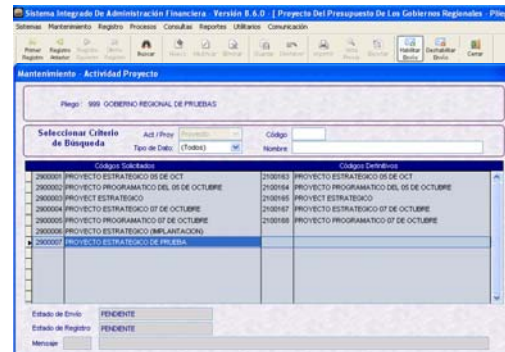 Sistema Integrado De Administración Financiera - Versión 8.6.0 - [ Proyecto Del Presupuesto De Los Gobiernos Regionales - Plie
Sistemas Mantenimiento Registro Procesos Consultas Reportes Utilitarios Comunicación
Primer Registro
Registro Anterior
Buscar
Habilitar Envío
Deshabilitar Envío
Cerrar
Mantenimiento - Actividad Proyecto
Pliego : 999 GOBIERNO REGIONAL DE PRUEBAS
Seleccionar Criterio de Búsqueda
Act / Proy Proyecto
Código
Tipo de Dato (Todos)
Nombre
Códigos Solicitados Códigos Definitivos
2900001 PROYECTO ESTRATEGICO 05 DE OCT 2100163 PROYECTO ESTRATEGICO 05 DE OCT
2900002 PROYECTO PROGRAMATICO DEL 05 DE OCTUBRE 2100164 PROYECTO PROGRAMATICO DEL 05 DE OCTUBRE
2900003 PROYECT ESTRATEGICO 2100165 PROYECT ESTRATEGICO
2900004 PROYECTO ESTRATEGICO 07 DE OCTUBRE 2100167 PROYECTO ESTRATEGICO 07 DE OCTUBRE
2900005 PROYECTO PROGRAMATICO 07 DE OCTUBRE 2100168 PROYECTO PROGRAMATICO 07 DE OCTUBRE
2900006 PROYECTO ESTRATEGICO (IMPLANTACION)
2900007 PROYECTO ESTRATEGICO DE PRUEBA
Estado de Envío PENDIENTE
Estado de Registro PENDIENTE
Mensaje